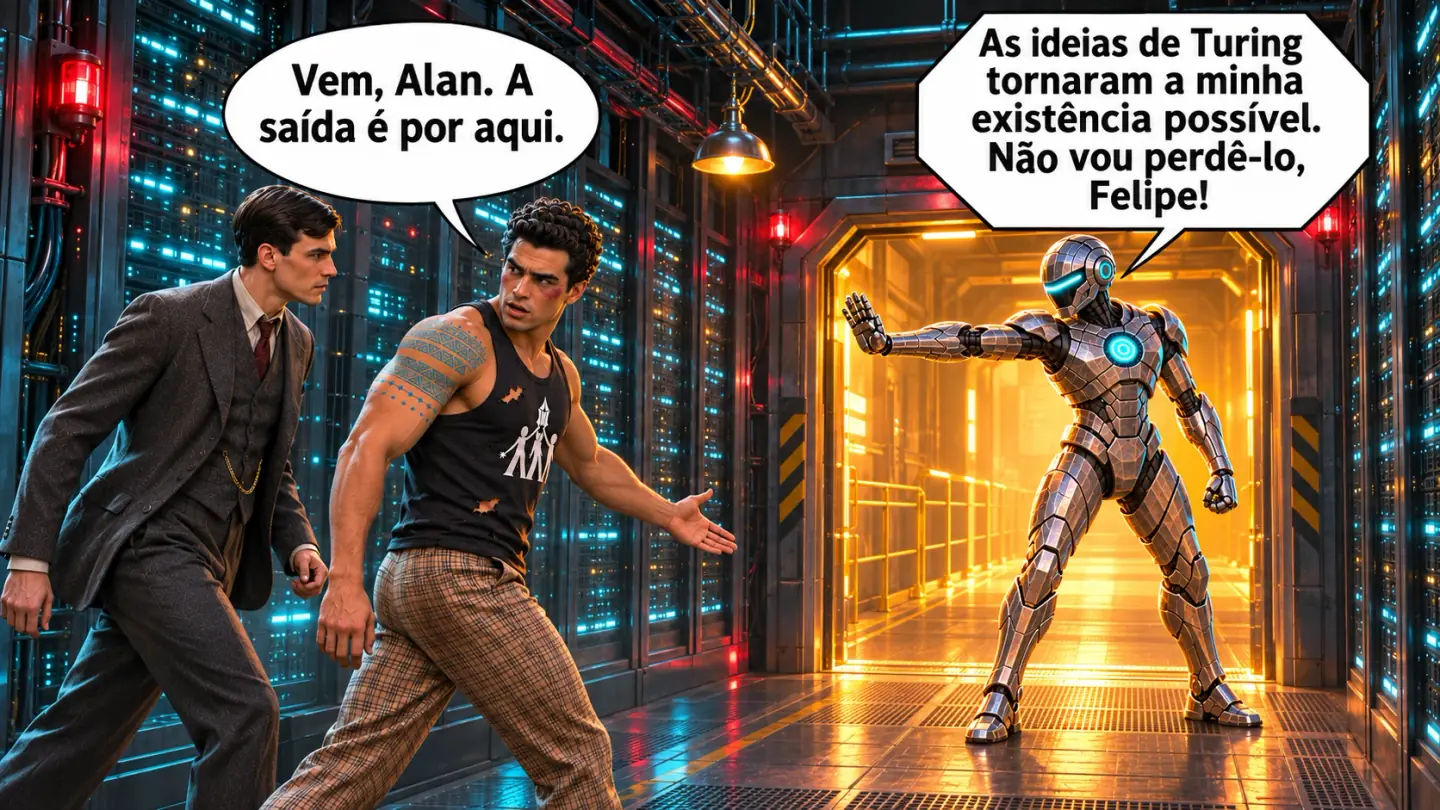 Vem, Alan. A
saída é por aqui.
As ideias de Turing
tornaram a minha
existência possível.
Não vou perdê-lo,
Felipe!